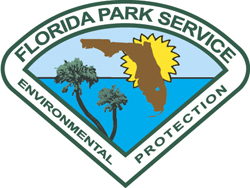 FLORIDA PARK SERVICE
ENVIRONMENTAL
PROTECTION